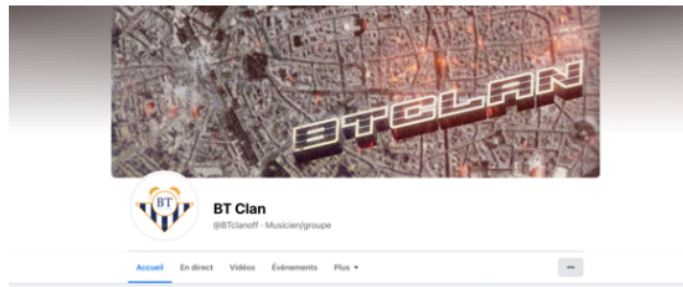 BTCLAN
BT
BT Clan
@BTclanoff · Musicien/groupe
Accueil En direct Vidéos Évènements Plus